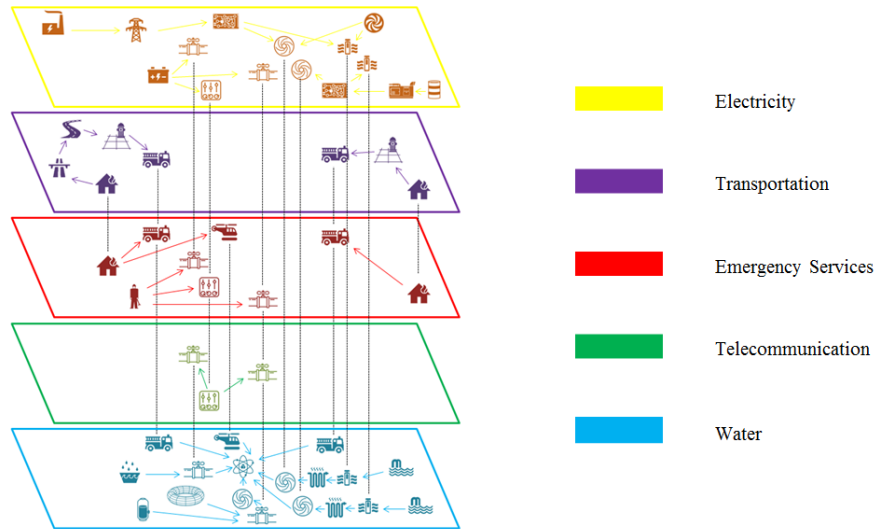 Electricity
Transportation
Emergency Services
Telecommunication
Water